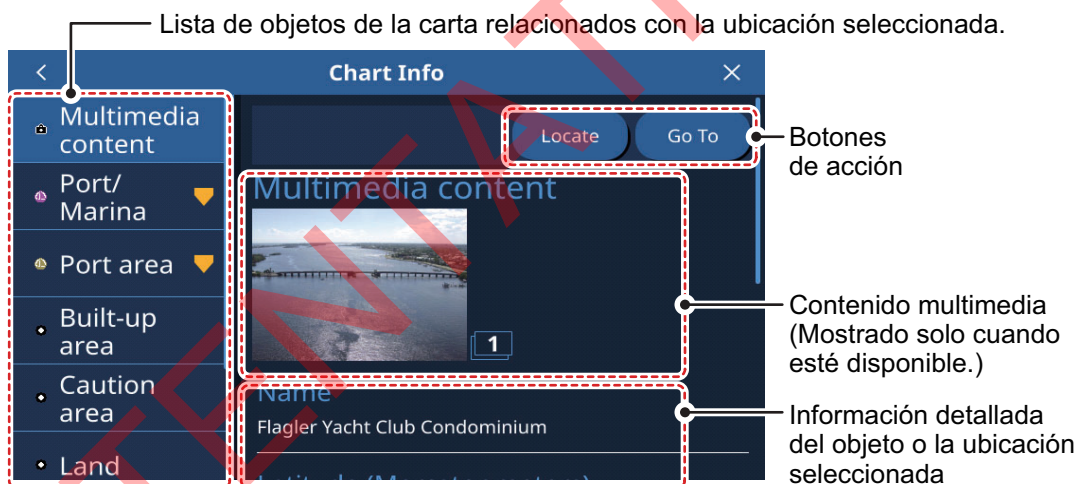 Lista de objetos de la carta relacionados con la ubicación seleccionada.
Chart Info
Multimedia
content
Port/
Marina
Port area
Built-up
area
Caution
area
Land
Locate
Go To
Multimedia content
1
Name
Flagler Yacht Club Condominium
Botones
de acción
Contenido multimedia
(Mostrado solo cuando
esté disponible.)
Información detallada
del objeto o la ubicación
seleccionada